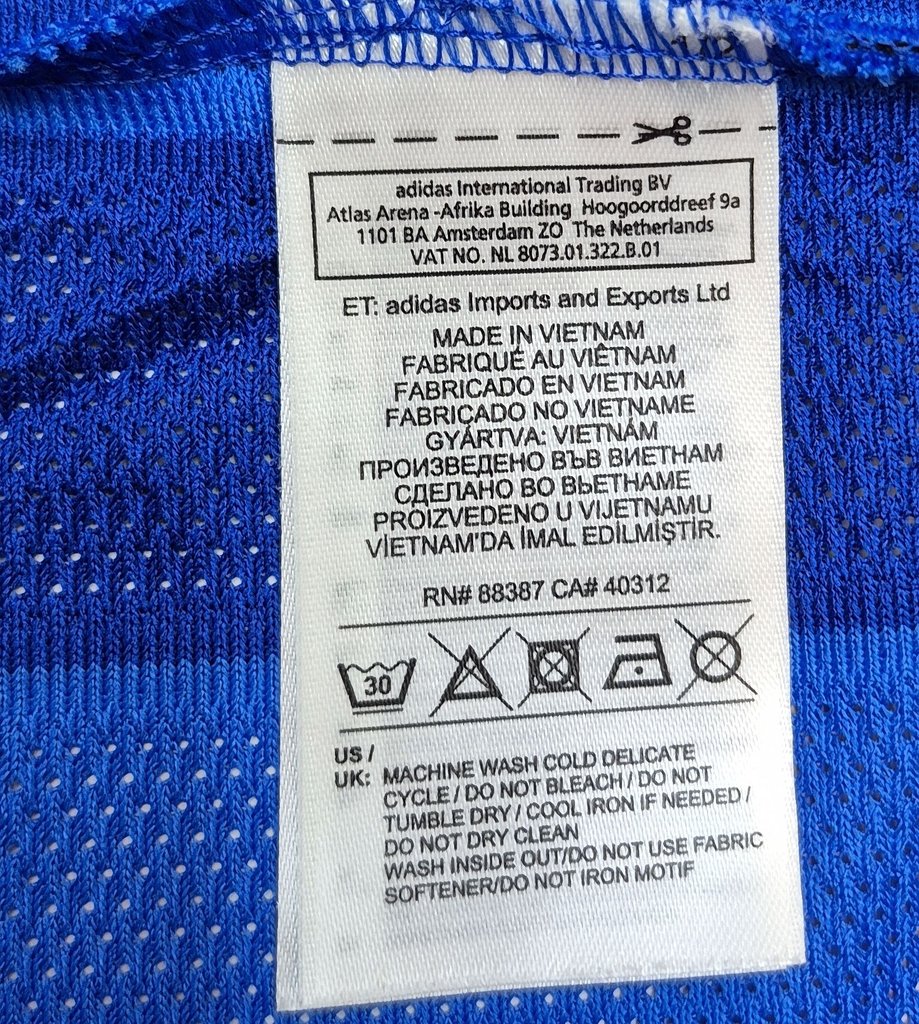 adidas International Trading BV
Atlas Arena -Afrika Building Hoogoorddreef 9a
1101 BA Amsterdam ZO The Netherlands
VAT NO. NL 8073.01.322.B.01
ET: adidas Imports and Exports Ltd
MADE IN VIETNAM
FABRIQUÉ AU VIÊTNAM
FABRICADO EN VIETNAM
FABRICADO NO VIETNAME
GYÁRTVA: VIETNÁM
ПРОИЗВЕДЕНО ВЪВ ВИЕТНАМ
СДЕЛАНО ВО ВЬЕТНАМЕ
PROIZVEDENO U VIJETNAMU
VİETNAM'DA İMAL EDİLMİŞTİR.
RN# 88387 CA# 40312
30
US /
UK: MACHINE WASH COLD DELICATE
CYCLE / DO NOT BLEACH / DO NOT
TUMBLE DRY / COOL IRON IF NEEDED /
DO NOT DRY CLEAN
WASH INSIDE OUT/DO NOT USE FABRIC
SOFTENER/DO NOT IRON MOTIF